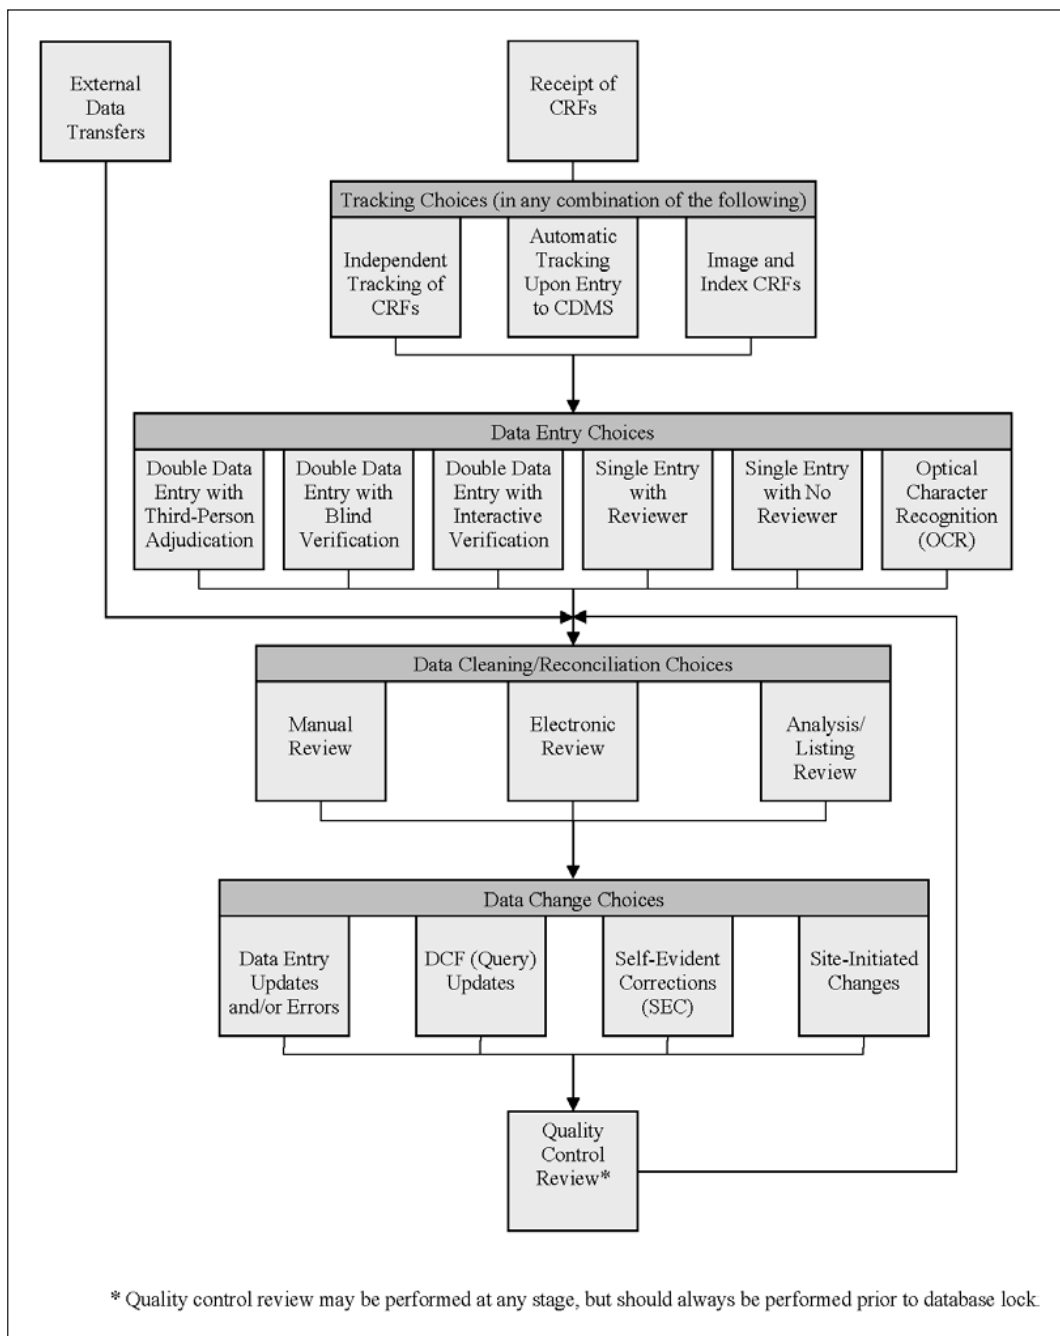 External
Data
Transfers
Receipt of
CRFs
Tracking Choices (in any combination of the following)
Independent
Tracking of
CRFs
Automatic
Tracking
Upon Entry
to CDMS
Image and
Index CRFs
Data Entry Choices
Double Data
Entry with
Third-Person
Adjudication
Double Data
Entry with
Blind
Verification
Double Data
Entry with
Interactive
Verification
Single Entry
with
Reviewer
Single Entry
with No
Reviewer
Optical
Character
Recognition
(OCR)
Data Cleaning/Reconciliation Choices
Manual
Review
Electronic
Review
Analysis/
Listing
Review
Data Change Choices
Data Entry
Updates
and/or Errors
DCF (Query)
Updates
Self-Evident
Corrections
(SEC)
Site-Initiated
Changes
Quality
Control
Review*
* Quality control review may be performed at any stage, but should always be performed prior to database lock.